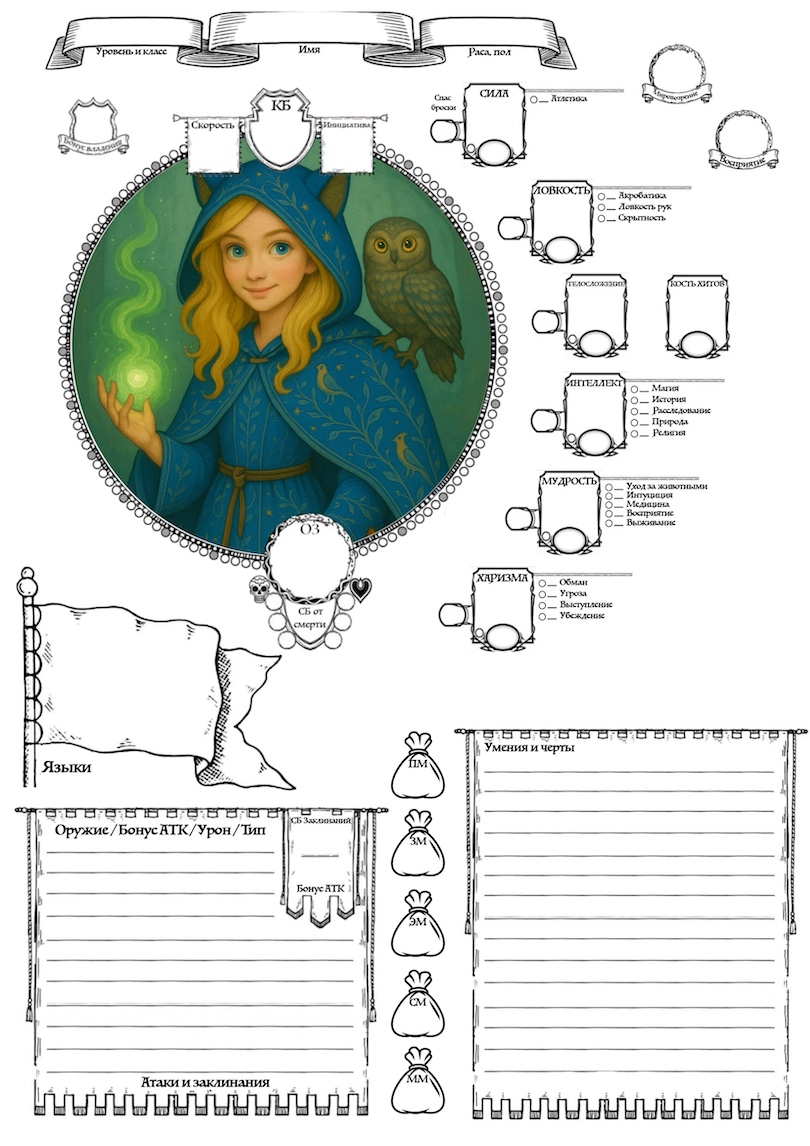 Уровень и класс
Имя
Раса, пол
Мировоззрение
Восприятие
Бонус владения
Скорость
КБ
Инициатива
Спас
броски
СИЛА
Атлетика
ЛОВКОСТЬ
Акробатика
Ловкость рук
Скрытность
ТЕЛОСЛОЖЕНИЕ
КОСТЬ ХИТОВ
ИНТЕЛЛЕКТ
Магия
История
Расследование
Природа
Религия
МУДРОСТЬ
Уход за животными
Интуиция
Медицина
Восприятие
Выживание
ХАРИЗМА
Обман
Угроза
Выступление
Убеждение
ОЗ
СБ от
смерти
Языки
Оружие / Бонус АТК / Урон / Тип
СБ Заклинаний
Бонус АТК
Атаки и заклинания
ПМ
ЗМ
ЭМ
СМ
ММ
Умения и черты